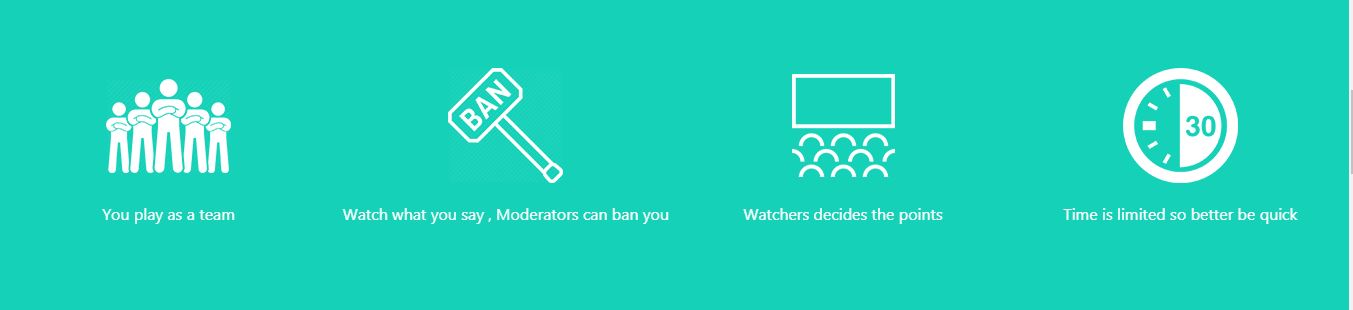 BAN
30
You play as a team
Watch what you say , Moderators can ban you
Watchers decides the points
Time is limited so better be quick